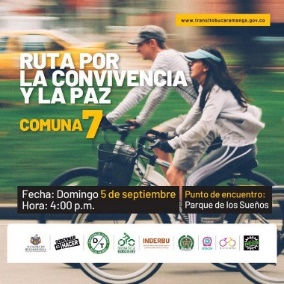 www.transitobucaramanga.gov.co
RUTA POR
LA CONVIVENCIA
Y LA PAZ
COMUNA 7
Fecha: Domingo 5 de septiembre
Hora: 4:00 p.m.
Punto de encuentro:
Parque de los Sueños
HACER
INDERBU